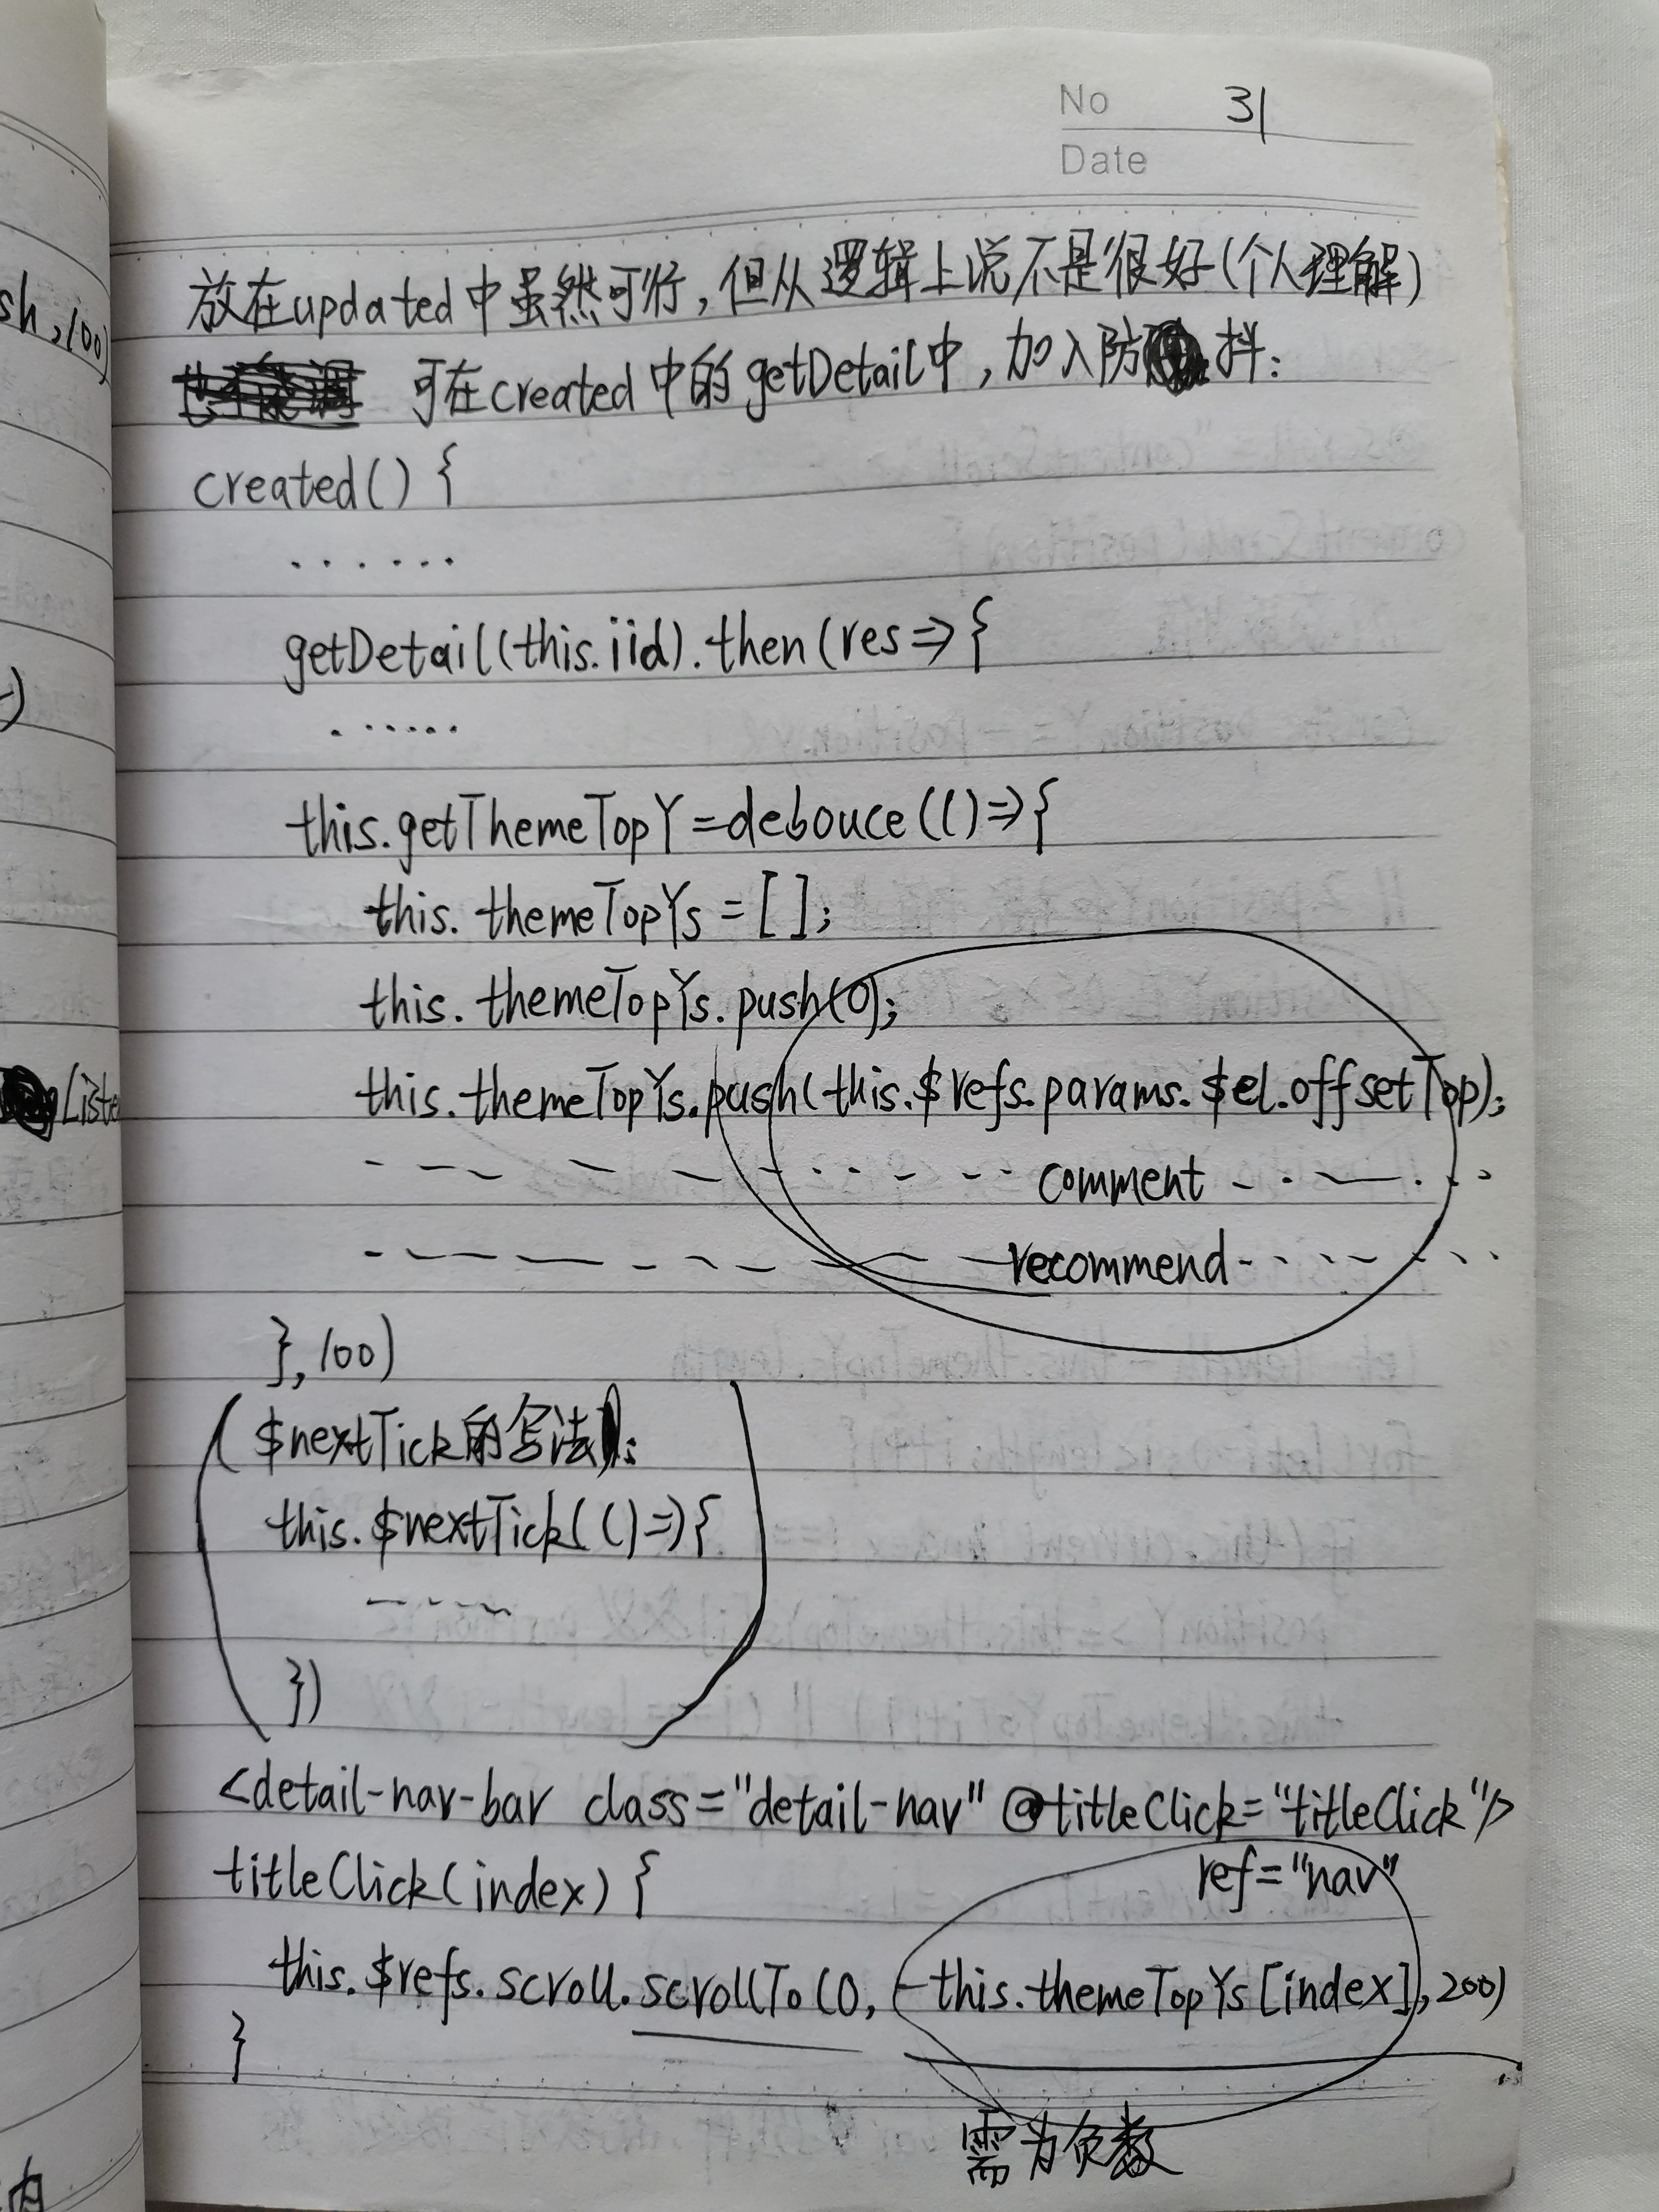 No 31
Date
放在updated中虽然可行,但从逻辑上说不是很好(个人理解)
可在created中的getDetail中,加入防抖:
created() {
......
getDetail(this.iid).then(res=>{
......
this.getThemeTopY=debouce(()=>{
this.themeTopYs=[];
this.themeTopYs.push(0);
this.themeTopYs.push(this.$refs.params.$el.offsetTop);
comment
recommend
},100)
($nextTick的写法):
this.$nextTick(()=>{
})
<detail-nav-bar class="detail-nav" @titleClick="titleClick"/>
ref="nav"
titleClick(index) {
this.$refs.scroll.scrollTo(0, -this.themeTopYs[index], 200)
}
需为负数
sh,100)
Liste
内